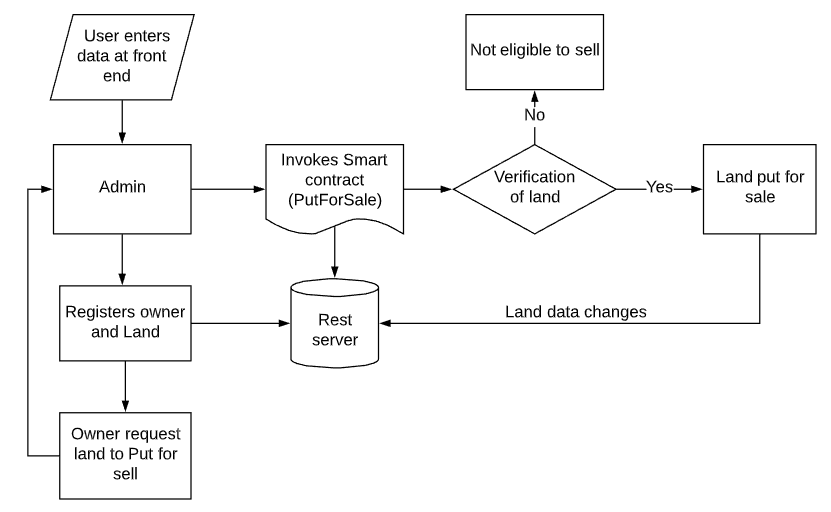 User enters
data at front
end
Not eligible to sell
No
Admin
Invokes Smart
contract
(PutForSale)
Verification
of land
Yes
Land put for
sale
Registers owner
and Land
Rest
server
Land data changes
Owner request
land to Put for
sell